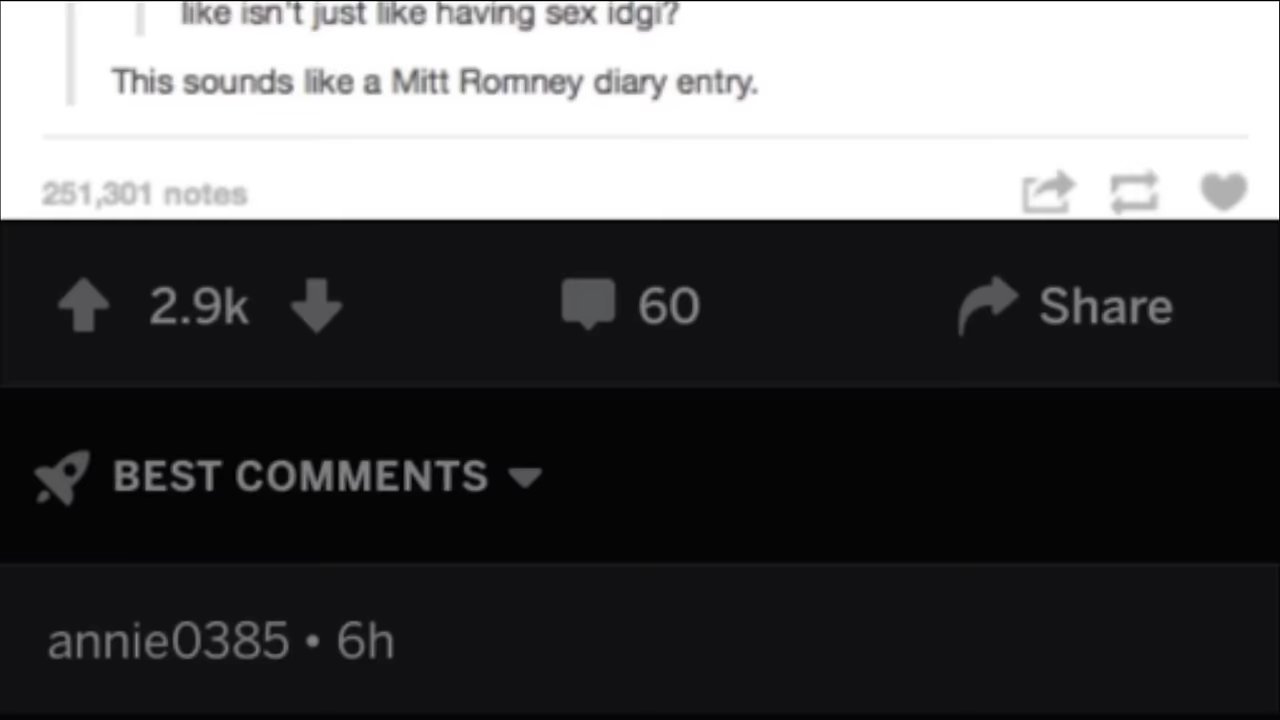 like isn't just like having sex idgi?
This sounds like a Mitt Romney diary entry.
251,301 notes
2.9k
60
Share
BEST COMMENTS
annie0385 • 6h